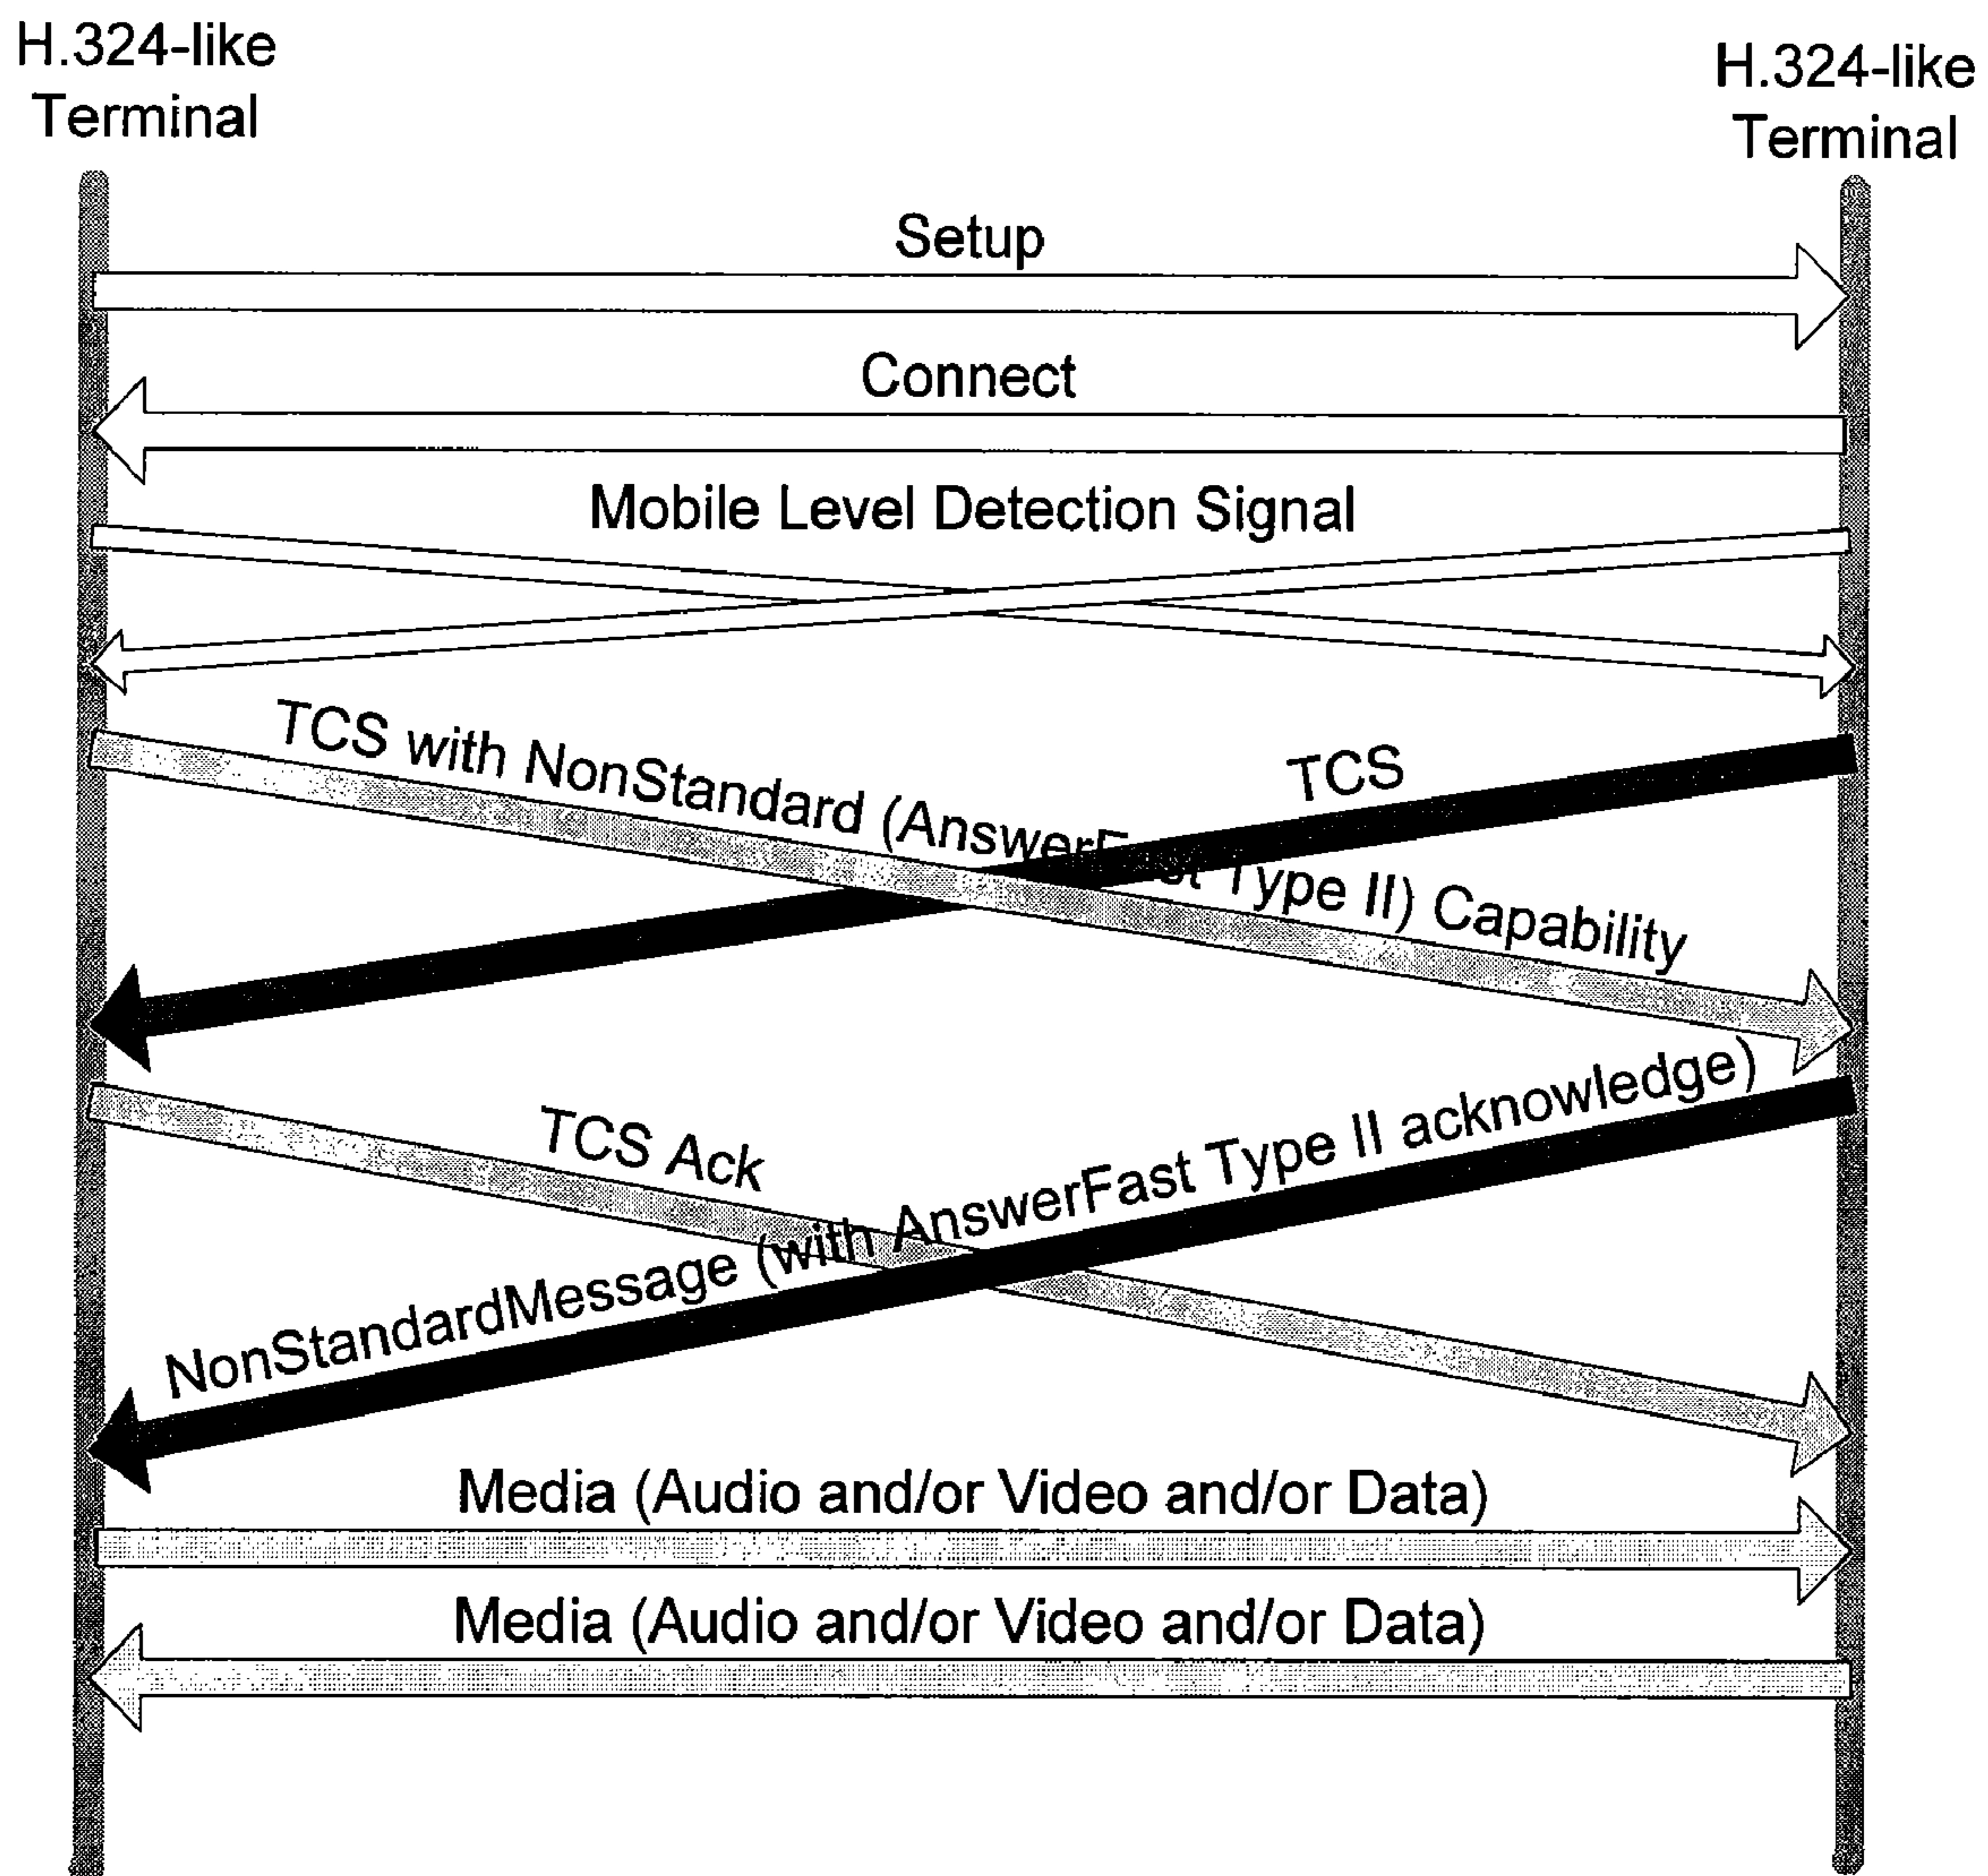 H.324-like
Terminal
H.324-like
Terminal
Setup
Connect
Mobile Level Detection Signal
TCS with NonStandard (AnswerFast Type II) Capability
TCS
TCS Ack
NonStandardMessage (with AnswerFast Type II acknowledge)
Media (Audio and/or Video and/or Data)
Media (Audio and/or Video and/or Data)